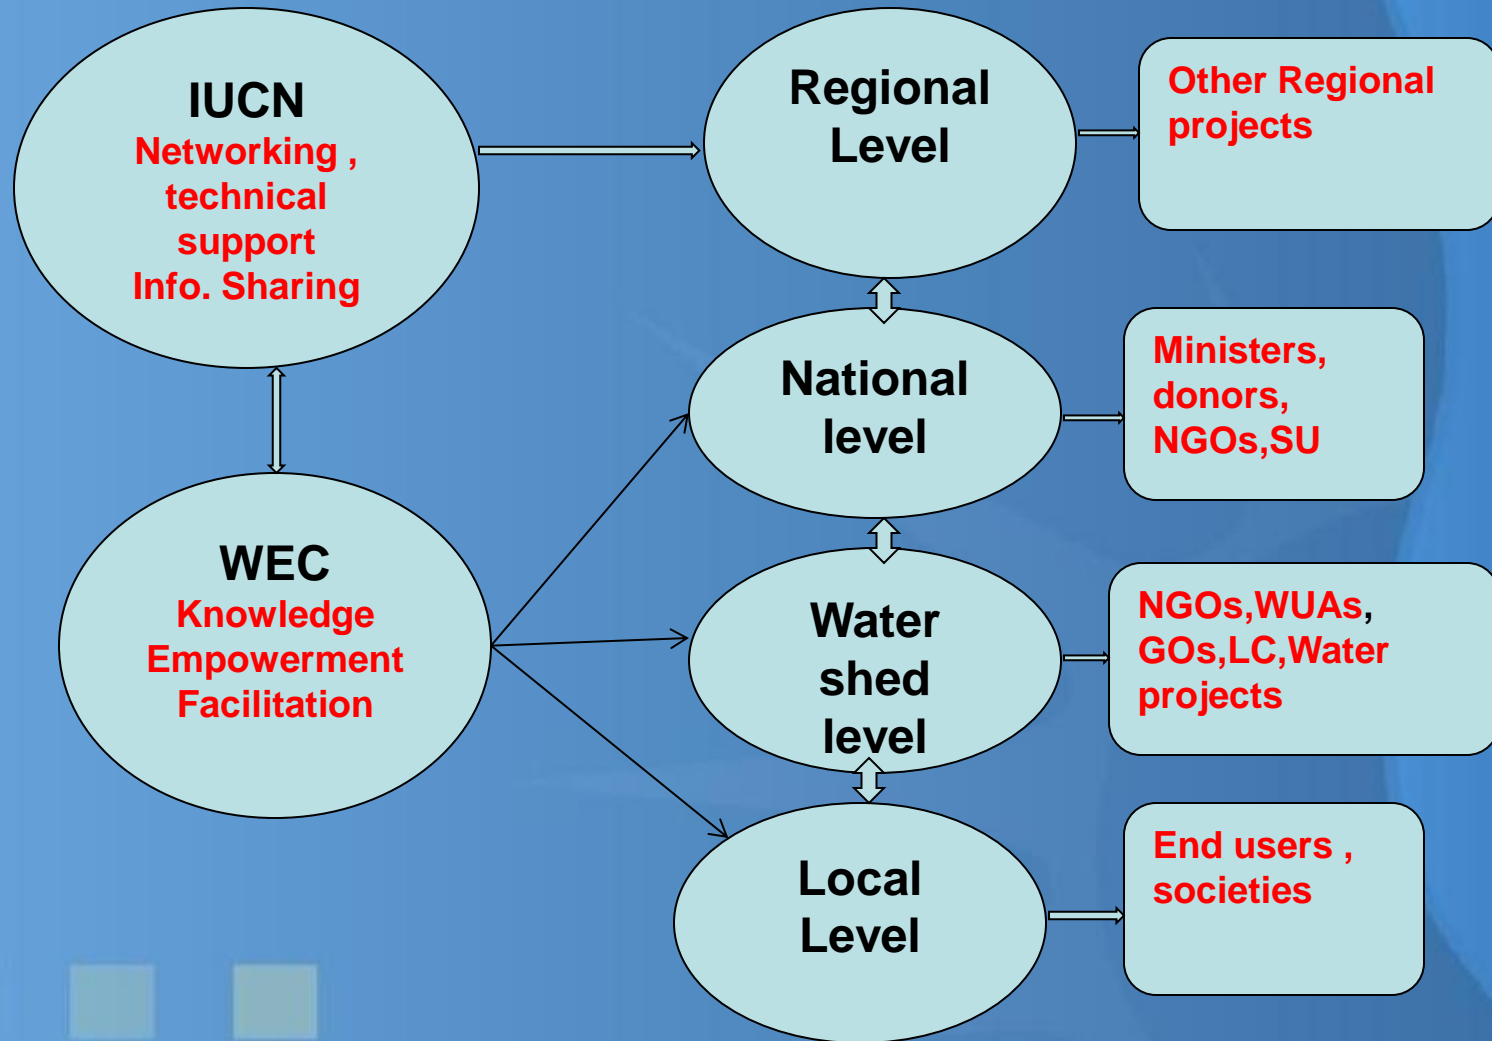 IUCN
Networking ,
technical
support
Info. Sharing
WEC
Knowledge
Empowerment
Facilitation
Regional
Level
Other Regional
projects
National
level
Ministers,
donors,
NGOs,SU
Water
shed
level
NGOs,WUAs,
GOs,LC,Water
projects
Local
Level
End users ,
societies